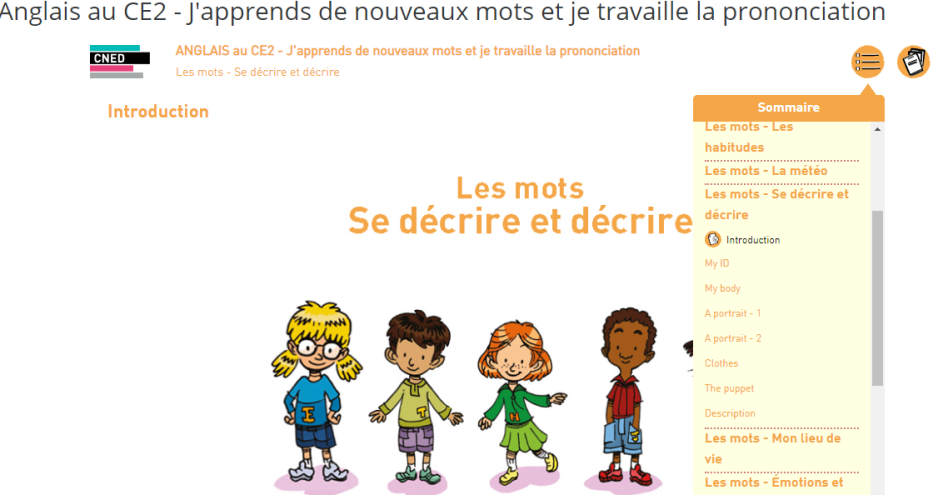 Anglais au CE2 - J'apprends de nouveaux mots et je travaille la prononciation
CNED
ANGLAIS au CE2 - J'apprends de nouveaux mots et je travaille la prononciation
Les mots - Se décrire et décrire
Introduction
Les mots
Se décrire et décrire
E
T
N
Sommaire
Les mots - Les
habitudes
Les mots - La météo
Les mots - Se décrire et
décrire
Introduction
My ID
My body
A portrait - 1
A portrait - 2
Clothes
The puppet
Description
Les mots - Mon lieu de
vie
Les mots - Émotions et